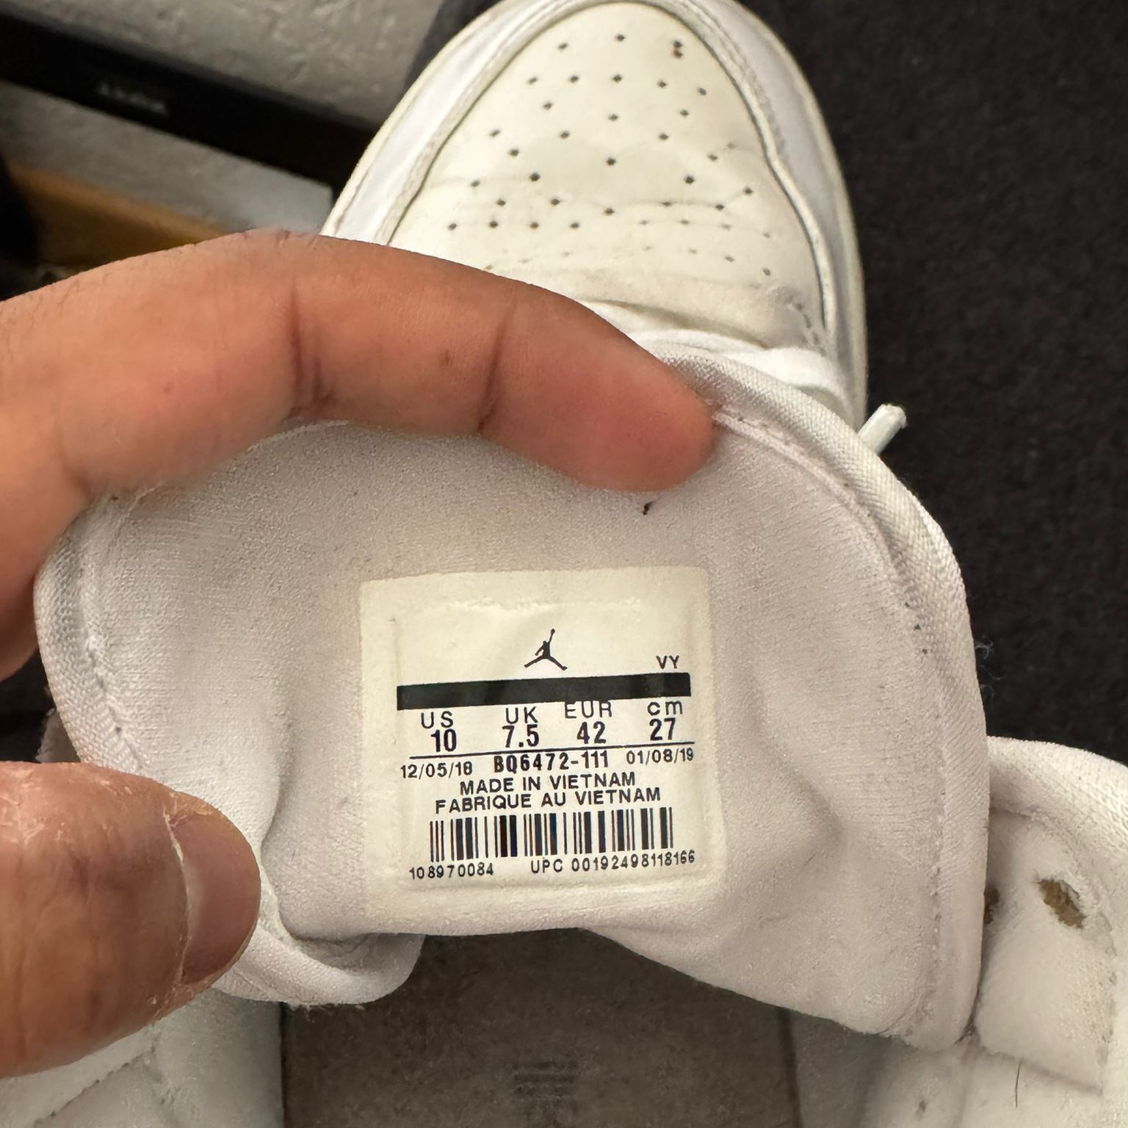 VY
US UK EUR cm
10 7.5 42 27
12/05/18 BQ6472-111 01/08/19
MADE IN VIETNAM
FABRIQUE AU VIETNAM
108970084 UPC 00192498118166